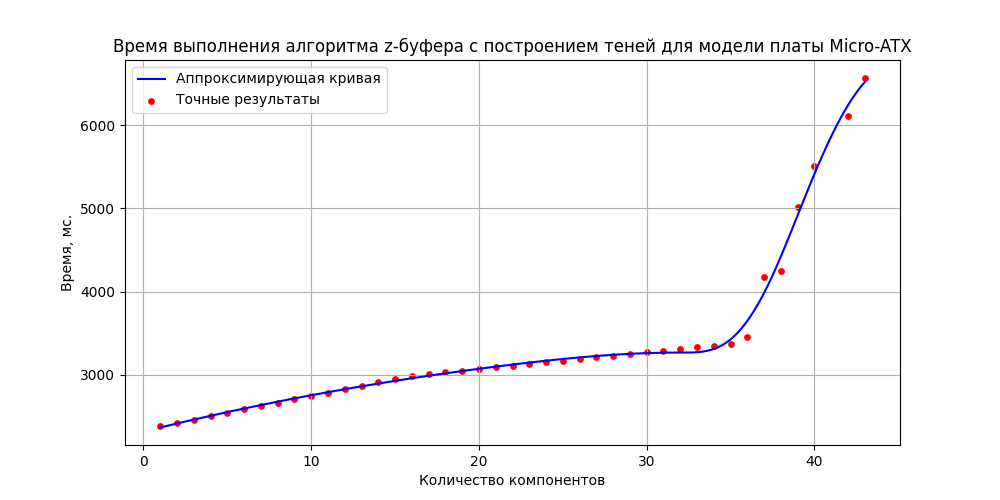 Время выполнения алгоритма z-буфера с построением теней для модели платы Micro-ATX
Аппроксимирующая кривая
Точные результаты
Время, мс.
6000
5000
4000
3000
0
10
20
30
40
Количество компонентов